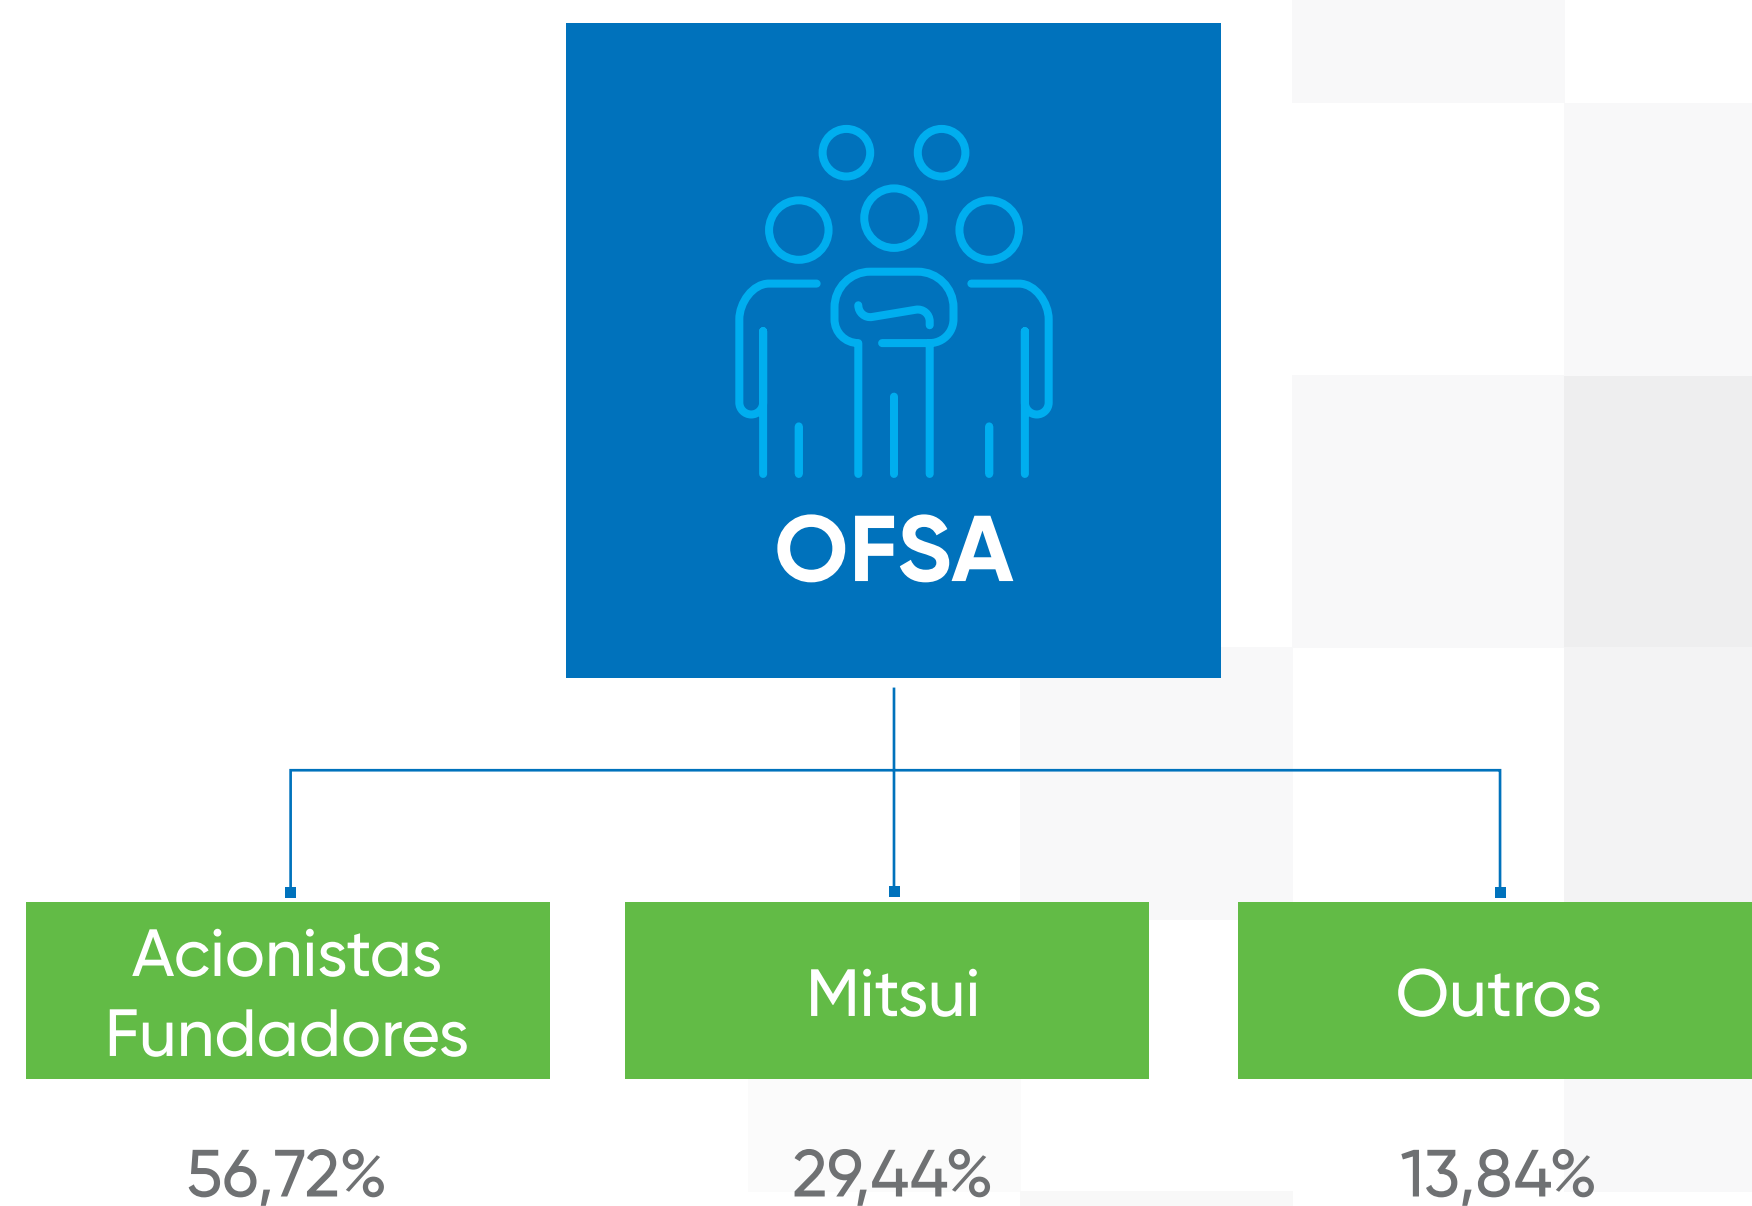 OFSA
Acionistas
Fundadores
Mitsui
Outros
56,72%
29,44%
13,84%